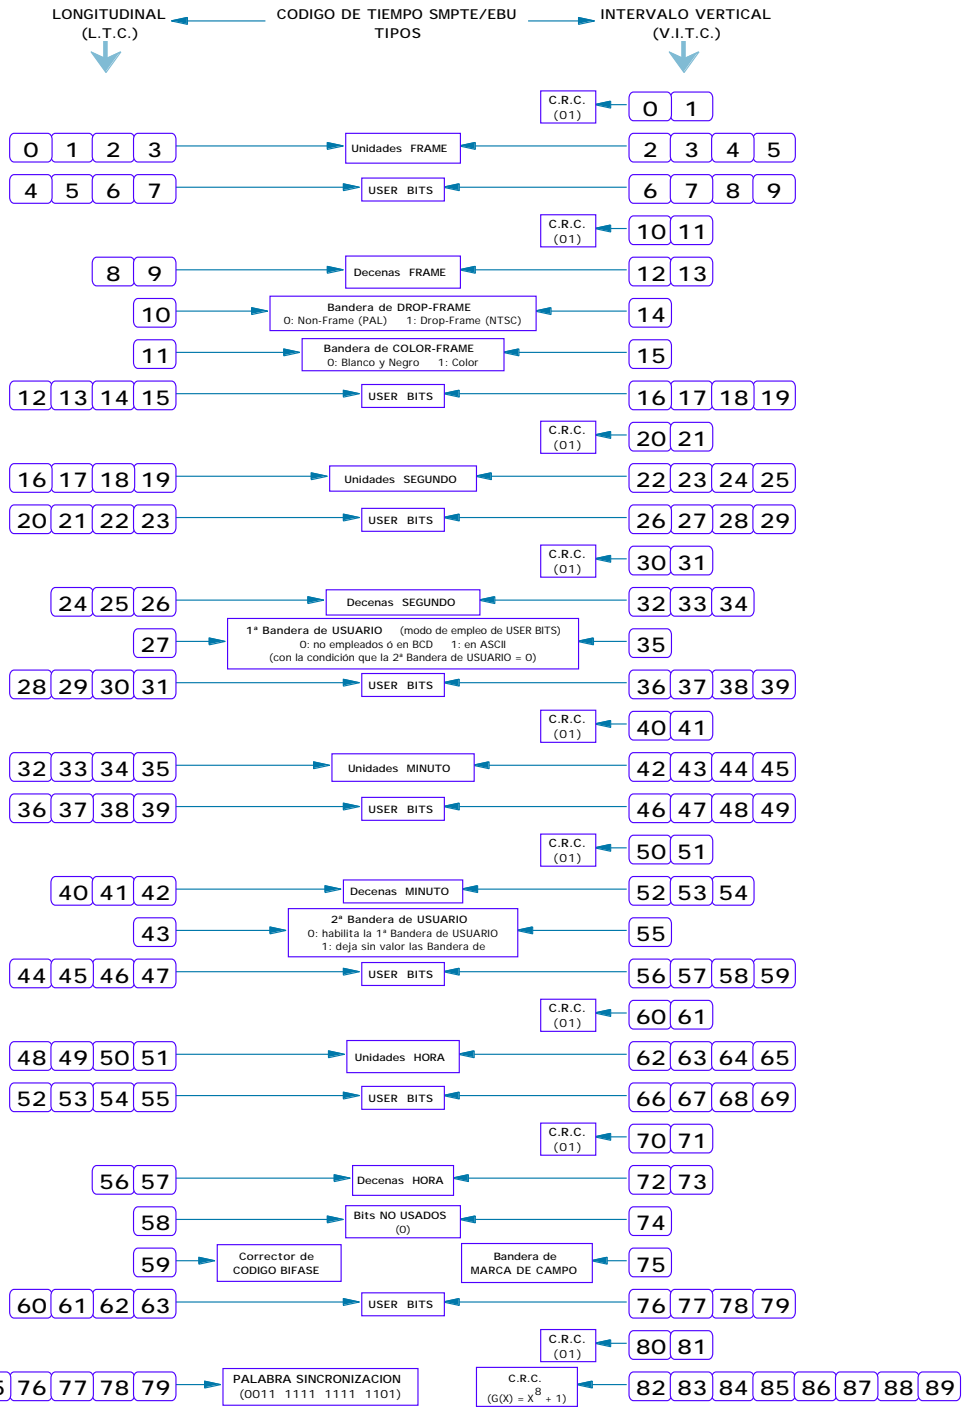 LONGITUDINAL CODIGO DE TIEMPO SMPTE/EBU INTERVALO VERTICAL
(L.T.C.) TIPOS (V.I.T.C.)
C.R.C. 0 1
(01)
0 1 2 3 Unidades FRAME 2 3 4 5
4 5 6 7 USER BITS 6 7 8 9
C.R.C. 10 11
(01)
8 9 Decenas FRAME 12 13
10 Bandera de DROP-FRAME 14
0: Non-Frame (PAL) 1: Drop-Frame (NTSC)
11 Bandera de COLOR-FRAME 15
0: Blanco y Negro 1: Color
12 13 14 15 USER BITS 16 17 18 19
C.R.C. 20 21
(01)
16 17 18 19 Unidades SEGUNDO 22 23 24 25
20 21 22 23 USER BITS 26 27 28 29
C.R.C. 30 31
(01)
24 25 26 Decenas SEGUNDO 32 33 34
1ª Bandera de USUARIO (modo de empleo de USER BITS)
27 0: no empleados ó en BCD 1: en ASCII 35
(con la condición que la 2ª Bandera de USUARIO = 0)
28 29 30 31 USER BITS 36 37 38 39
C.R.C. 40 41
(01)
32 33 34 35 Unidades MINUTO 42 43 44 45
36 37 38 39 USER BITS 46 47 48 49
C.R.C. 50 51
(01)
40 41 42 Decenas MINUTO 52 53 54
2ª Bandera de USUARIO
43 0: habilita la 1ª Bandera de USUARIO 55
1: deja sin valor las Bandera de
44 45 46 47 USER BITS 56 57 58 59
C.R.C. 60 61
(01)
48 49 50 51 Unidades HORA 62 63 64 65
52 53 54 55 USER BITS 66 67 68 69
C.R.C. 70 71
(01)
56 57 Decenas HORA 72 73
58 Bits NO USADOS 74
(0)
59 Corrector de Bandera de 75
CODIGO BIFASE MARCA DE CAMPO
60 61 62 63 USER BITS 76 77 78 79
C.R.C. 80 81
(01)
76 77 78 79 PALABRA SINCRONIZACION C.R.C. 82 83 84 85 86 87 88 89
(0011 1111 1111 1101) (G(X) = X⁸ + 1)